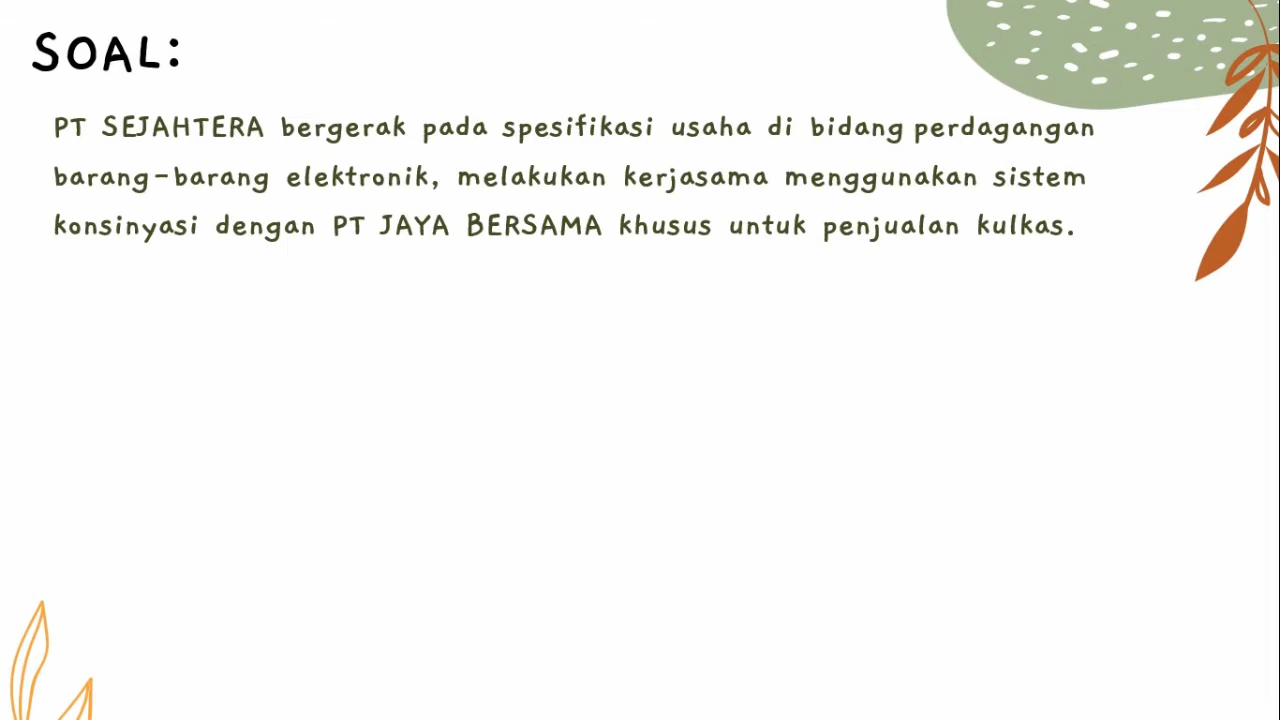 SOAL:
PT SEJAHTERA bergerak pada spesifikasi usaha di bidang perdagangan
barang-barang elektronik, melakukan kerjasama menggunakan sistem
konsinyasi dengan PT JAYA BERSAMA khusus untuk penjualan kulkas.